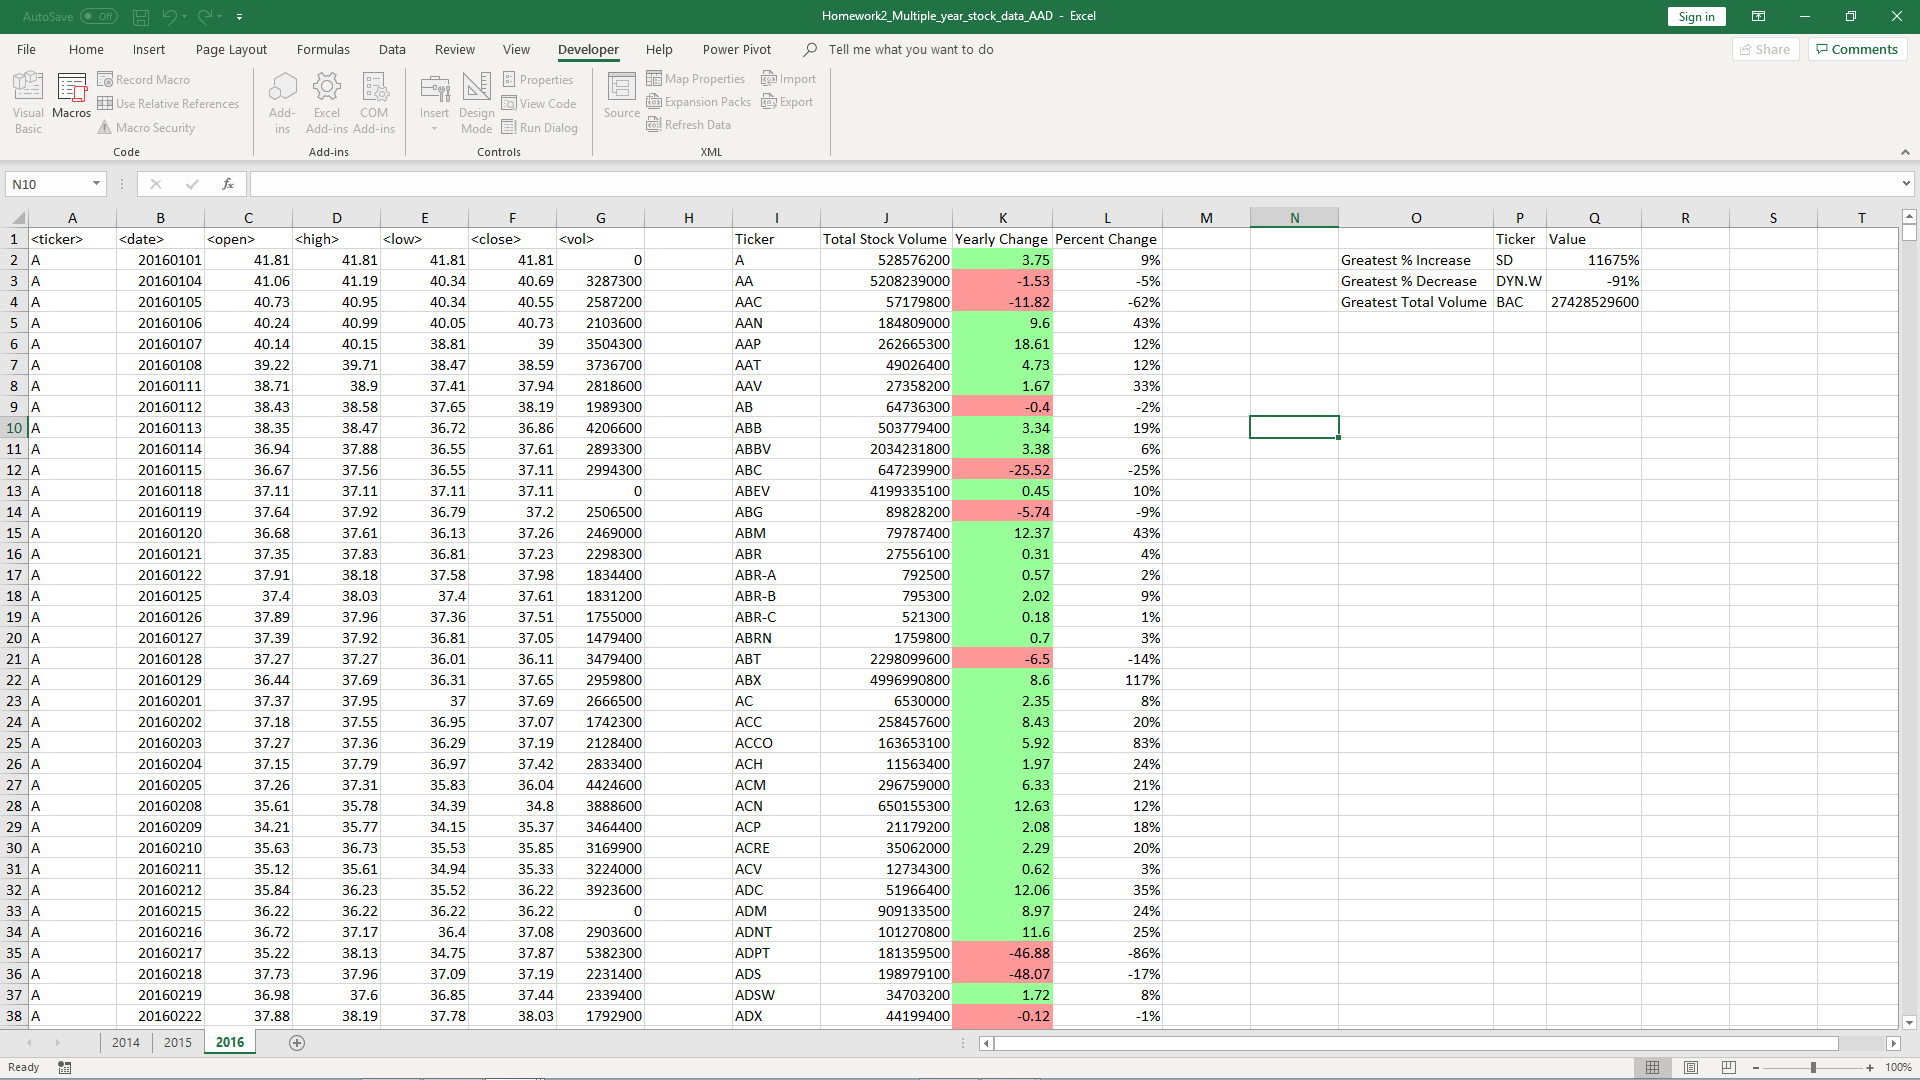 AutoSave Off Homework2_Multiple_year_stock_data_AAD - Excel Sign in
File Home Insert Page Layout Formulas Data Review View Developer Help Power Pivot Tell me what you want to do Share Comments
Visual Basic Macros Record Macro Use Relative References Macro Security Add-ins Excel Add-ins COM Add-ins Insert Design Mode Properties View Code Run Dialog Source Map Properties Expansion Packs Refresh Data Import Export
Code Add-ins Controls XML
N10 fx
A B C D E F G H I J K L M N O P Q R S T
1 <ticker> <date> <open> <high> <low> <close> <vol> Ticker Total Stock Volume Yearly Change Percent Change Ticker Value
2 A 20160101 41.81 41.81 41.81 41.81 0 A 528576200 3.75 9% Greatest % Increase SD 11675%
3 A 20160104 41.06 41.19 40.34 40.69 3287300 AA 5208239000 -1.53 -5% Greatest % Decrease DYN.W -91%
4 A 20160105 40.73 40.95 40.34 40.55 2587200 AAC 57179800 -11.82 -62% Greatest Total Volume BAC 27428529600
5 A 20160106 40.24 40.99 40.05 40.73 2103600 AAN 184809000 9.6 43%
6 A 20160107 40.14 40.15 38.81 39 3504300 AAP 262665300 18.61 12%
7 A 20160108 39.22 39.71 38.47 38.59 3736700 AAT 49026400 4.73 12%
8 A 20160111 38.71 38.9 37.41 37.94 2818600 AAV 27358200 1.67 33%
9 A 20160112 38.43 38.58 37.65 38.19 1989300 AB 64736300 -0.4 -2%
10 A 20160113 38.35 38.47 36.72 36.86 4206600 ABB 503779400 3.34 19%
11 A 20160114 36.94 37.88 36.55 37.61 2893300 ABBV 2034231800 3.38 6%
12 A 20160115 36.67 37.56 36.55 37.11 2994300 ABC 647239900 -25.52 -25%
13 A 20160118 37.11 37.11 37.11 37.11 0 ABEV 4199335100 0.45 10%
14 A 20160119 37.64 37.92 36.79 37.2 2506500 ABG 89828200 -5.74 -9%
15 A 20160120 36.68 37.61 36.13 37.26 2469000 ABM 79787400 12.37 43%
16 A 20160121 37.35 37.83 36.81 37.23 2298300 ABR 27556100 0.31 4%
17 A 20160122 37.91 38.18 37.58 37.98 1834400 ABR-A 792500 0.57 2%
18 A 20160125 37.4 38.03 37.4 37.61 1831200 ABR-B 795300 2.02 9%
19 A 20160126 37.89 37.96 37.36 37.51 1755000 ABR-C 521300 0.18 1%
20 A 20160127 37.39 37.92 36.81 37.05 1479400 ABRN 1759800 0.7 3%
21 A 20160128 37.27 37.27 36.01 36.11 3479400 ABT 2298099600 -6.5 -14%
22 A 20160129 36.44 37.69 36.31 37.65 2959800 ABX 4996990800 8.6 117%
23 A 20160201 37.37 37.95 37 37.69 2666500 AC 6530000 2.35 8%
24 A 20160202 37.18 37.55 36.95 37.07 1742300 ACC 258457600 8.43 20%
25 A 20160203 37.27 37.36 36.29 37.19 2128400 ACCO 163653100 5.92 83%
26 A 20160204 37.15 37.79 36.97 37.42 2833400 ACH 11563400 1.97 24%
27 A 20160205 37.26 37.31 35.83 36.04 4424600 ACM 296759000 6.33 21%
28 A 20160208 35.61 35.78 34.39 34.8 3888600 ACN 650155300 12.63 12%
29 A 20160209 34.21 35.77 34.15 35.37 3464400 ACP 21179200 2.08 18%
30 A 20160210 35.63 36.73 35.53 35.85 3169900 ACRE 35062000 2.29 20%
31 A 20160211 35.12 35.61 34.94 35.33 3224000 ACV 12734300 0.62 3%
32 A 20160212 35.84 36.23 35.52 36.22 3923600 ADC 51966400 12.06 35%
33 A 20160215 36.22 36.22 36.22 36.22 0 ADM 909133500 8.97 24%
34 A 20160216 36.72 37.17 36.4 37.08 2903600 ADNT 101270800 11.6 25%
35 A 20160217 35.22 38.13 34.75 37.87 5382300 ADPT 181359500 -46.88 -86%
36 A 20160218 37.73 37.96 37.09 37.19 2231400 ADS 198979100 -48.07 -17%
37 A 20160219 36.98 37.6 36.85 37.44 2339400 ADSW 34703200 1.72 8%
38 A 20160222 37.88 38.19 37.78 38.03 1792900 ADX 44199400 -0.12 -1%
2014 2015 2016
Ready 100%